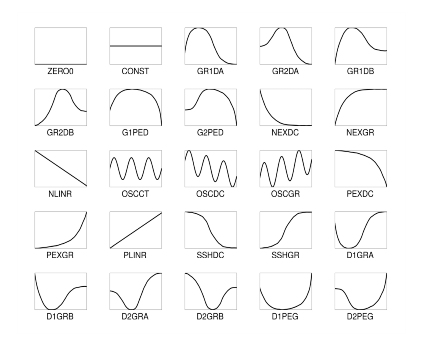 ZERO0 CONST GR1DA GR2DA GR1DB
GR2DB G1PED G2PED NEXDC NEXGR
NLINR OSCCT OSCDC OSCGR PEXDC
PEXGR PLINR SSHDC SSHGR D1GRA
D1GRB D2GRA D2GRB D1PEG D2PEG